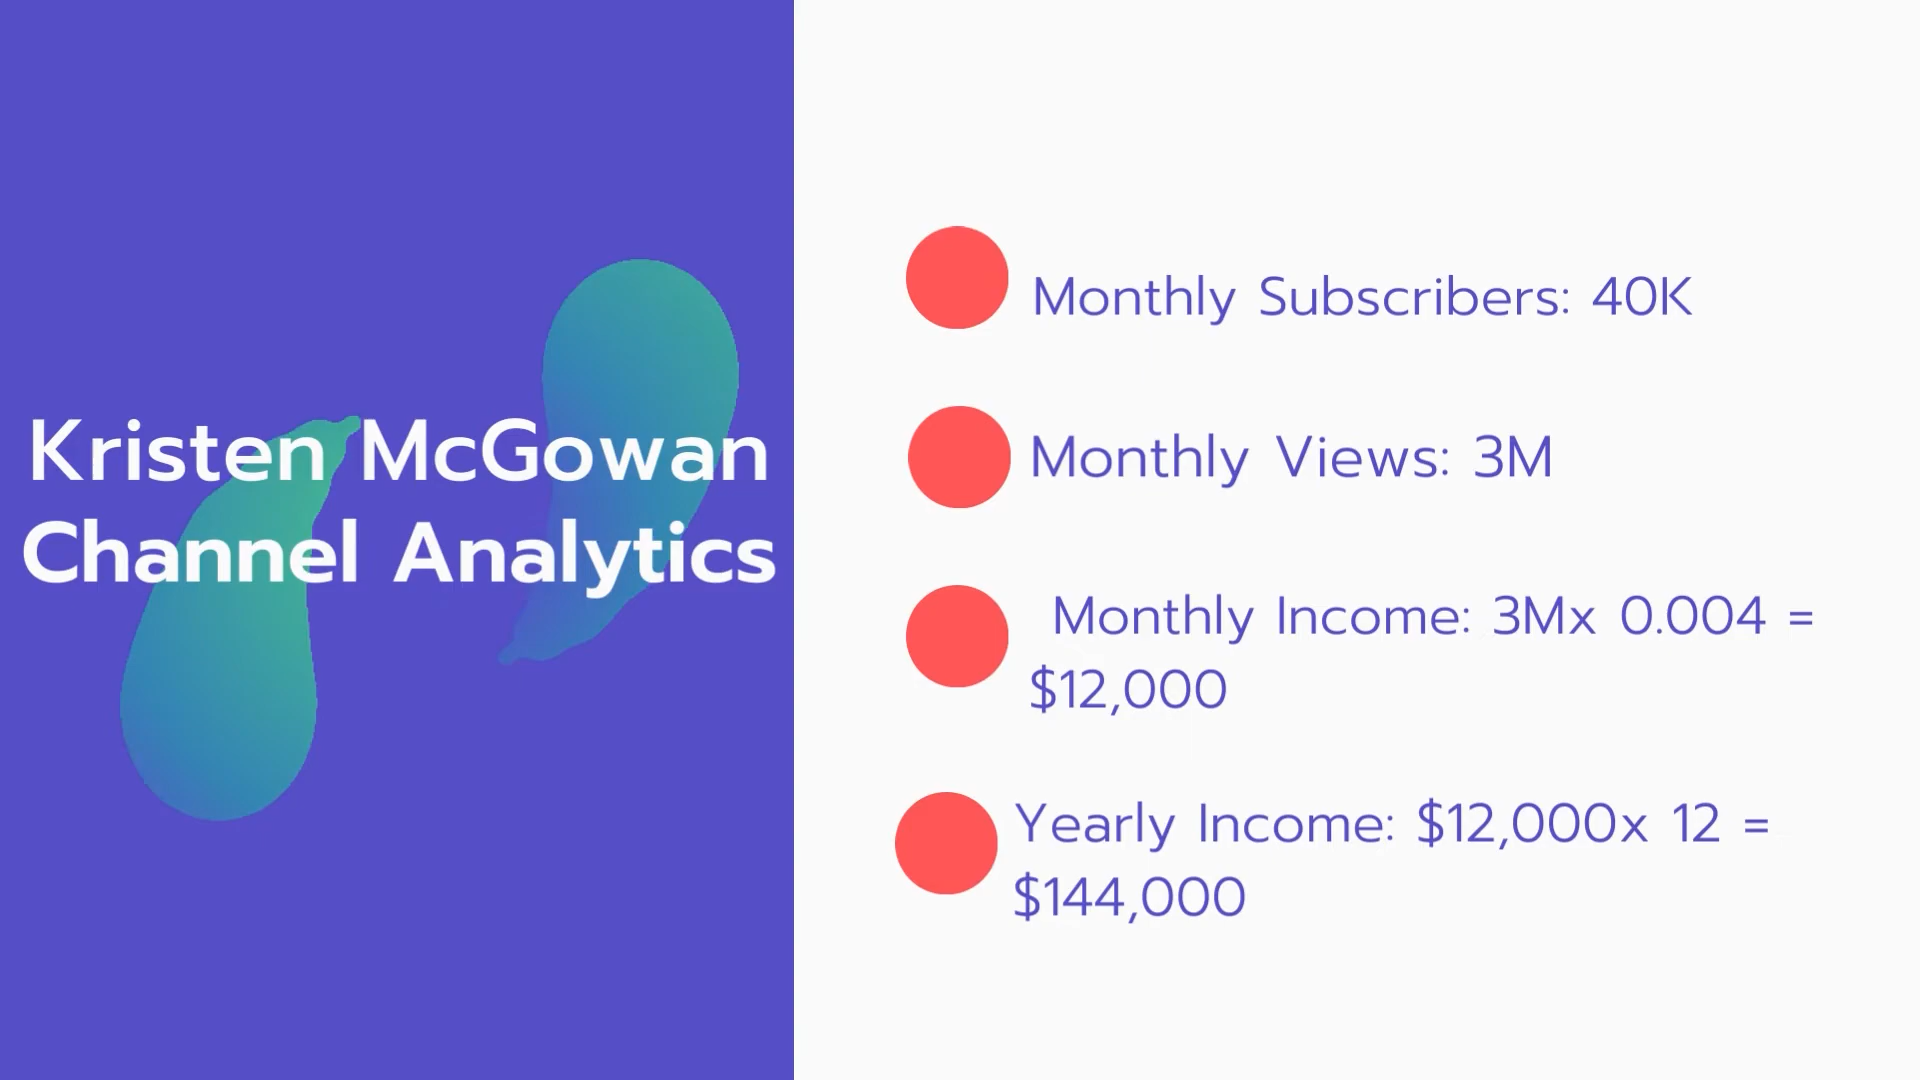 Kristen McGowan
Channel Analytics
Monthly Subscribers: 40K
Monthly Views: 3M
Monthly Income: 3Mx 0.004 =
$12,000
Yearly Income: $12,000x 12 =
$144,000